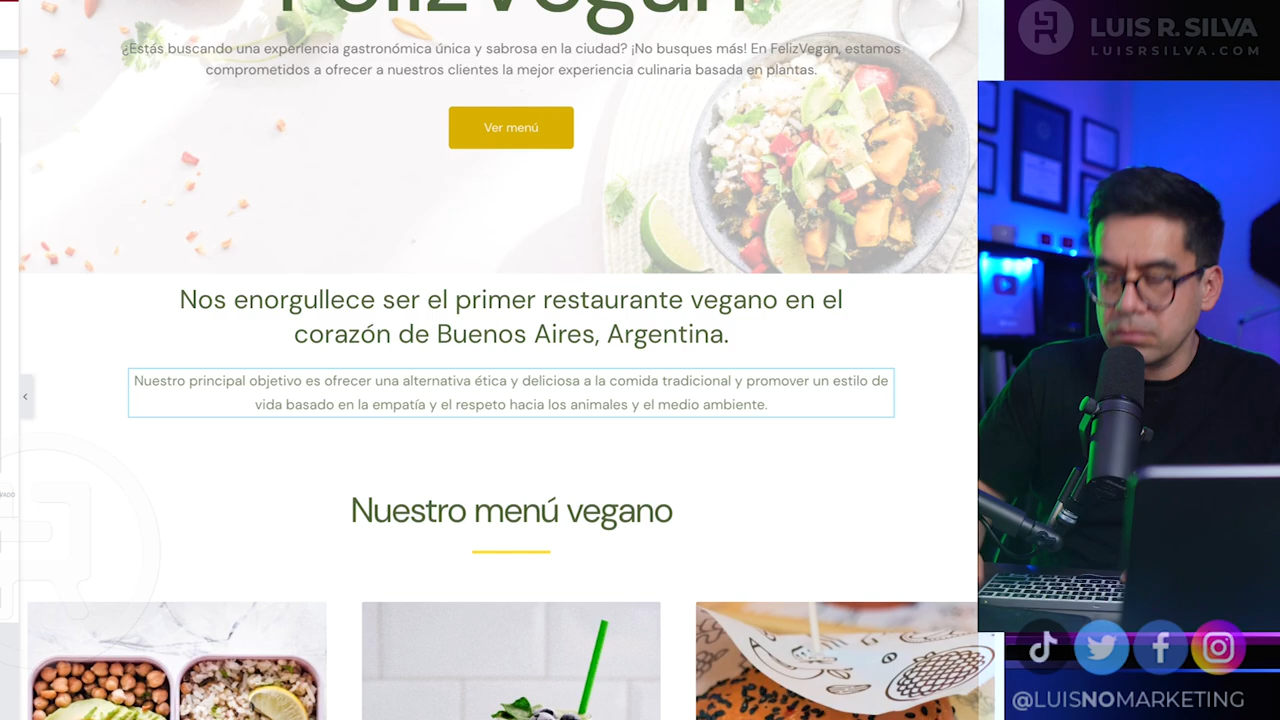 FelizVegan
¿Estás buscando una experiencia gastronómica única y sabrosa en la ciudad? ¡No busques más! En FelizVegan, estamos
comprometidos a ofrecer a nuestros clientes la mejor experiencia culinaria basada en plantas.
Ver menú
Nos enorgullece ser el primer restaurante vegano en el
corazón de Buenos Aires, Argentina.
Nuestro principal objetivo es ofrecer una alternativa ética y deliciosa a la comida tradicional y promover un estilo de
vida basado en la empatía y el respeto hacia los animales y el medio ambiente.
Nuestro menú vegano
LUIS R. SILVA
LUISRSILVA.COM
@LUISNOMARKETING